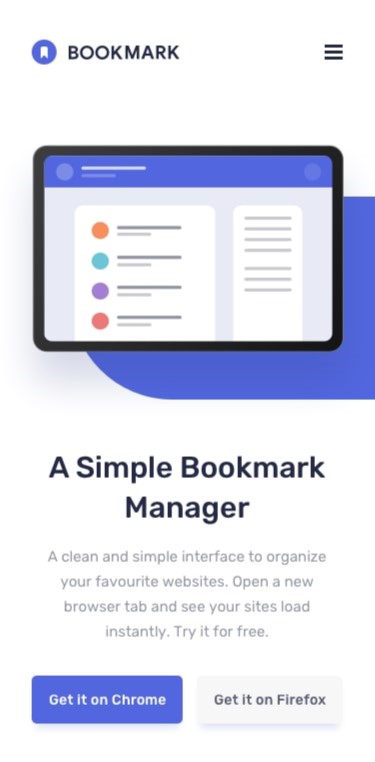 BOOKMARK
A Simple Bookmark
Manager
A clean and simple interface to organize
your favourite websites. Open a new
browser tab and see your sites load
instantly. Try it for free.
Get it on Chrome
Get it on Firefox